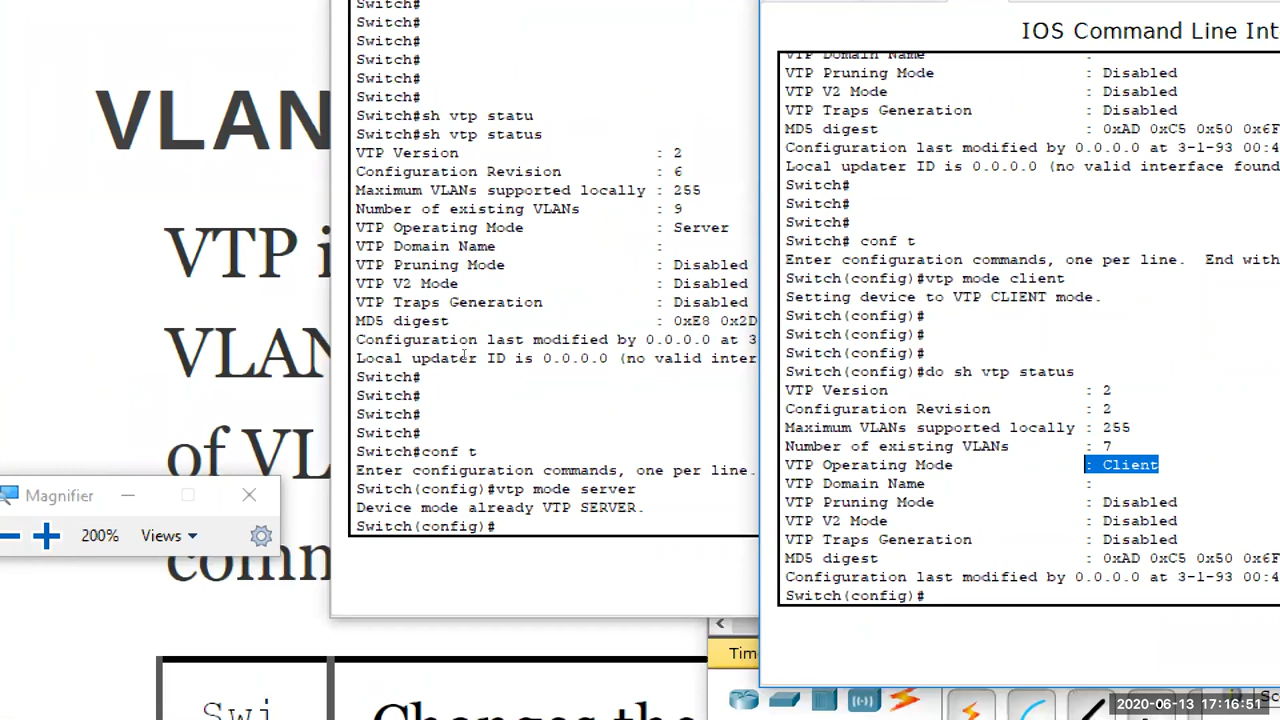 VLAN
VTP i
VLAN
of VL
comm
Swi
Changes the
Magnifier
200%
Views
Switch#
Switch#
Switch#
Switch#
Switch#
Switch#
Switch#sh vtp statu
Switch#sh vtp status
VTP Version : 2
Configuration Revision : 6
Maximum VLANs supported locally : 255
Number of existing VLANs : 9
VTP Operating Mode : Server
VTP Domain Name :
VTP Pruning Mode : Disabled
VTP V2 Mode : Disabled
VTP Traps Generation : Disabled
MD5 digest : 0xE8 0x2D
Configuration last modified by 0.0.0.0 at 3
Local updater ID is 0.0.0.0 (no valid inter
Switch#
Switch#
Switch#
Switch#
Switch#conf t
Enter configuration commands, one per line.
Switch(config)#vtp mode server
Device mode already VTP SERVER.
Switch(config)#
IOS Command Line Int
VTP Domain Name :
VTP Pruning Mode : Disabled
VTP V2 Mode : Disabled
VTP Traps Generation : Disabled
MD5 digest : 0xAD 0xC5 0x50 0x6F
Configuration last modified by 0.0.0.0 at 3-1-93 00:4
Local updater ID is 0.0.0.0 (no valid interface found
Switch#
Switch#
Switch#
Switch# conf t
Enter configuration commands, one per line. End with
Switch(config)#vtp mode client
Setting device to VTP CLIENT mode.
Switch(config)#
Switch(config)#
Switch(config)#
Switch(config)#do sh vtp status
VTP Version : 2
Configuration Revision : 2
Maximum VLANs supported locally : 255
Number of existing VLANs : 7
VTP Operating Mode : Client
VTP Domain Name :
VTP Pruning Mode : Disabled
VTP V2 Mode : Disabled
VTP Traps Generation : Disabled
MD5 digest : 0xAD 0xC5 0x50 0x6F
Configuration last modified by 0.0.0.0 at 3-1-93 00:4
Switch(config)#
Tim
Sc
2020-06-13 17:16:51